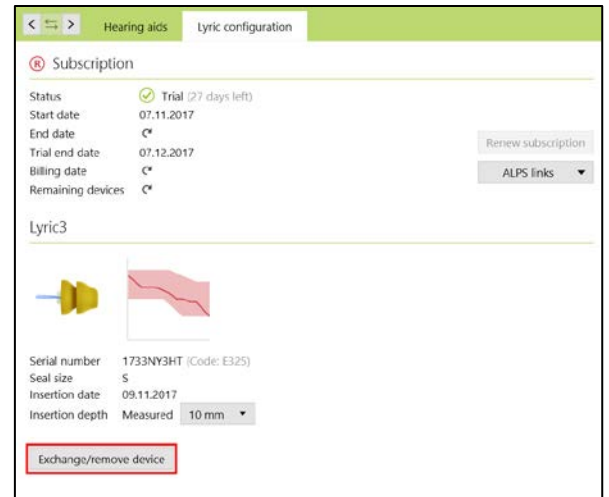 Hearing aids Lyric configuration
R Subscription
Status Trial (27 days left)
Start date 07.11.2017
End date
Trial end date 07.12.2017
Renew subscription
Billing date
ALPS links
Remaining devices
Lyric3
Serial number 1733NY3HT (Code: E325)
Seal size S
Insertion date 09.11.2017
Insertion depth Measured 10 mm
Exchange/remove device